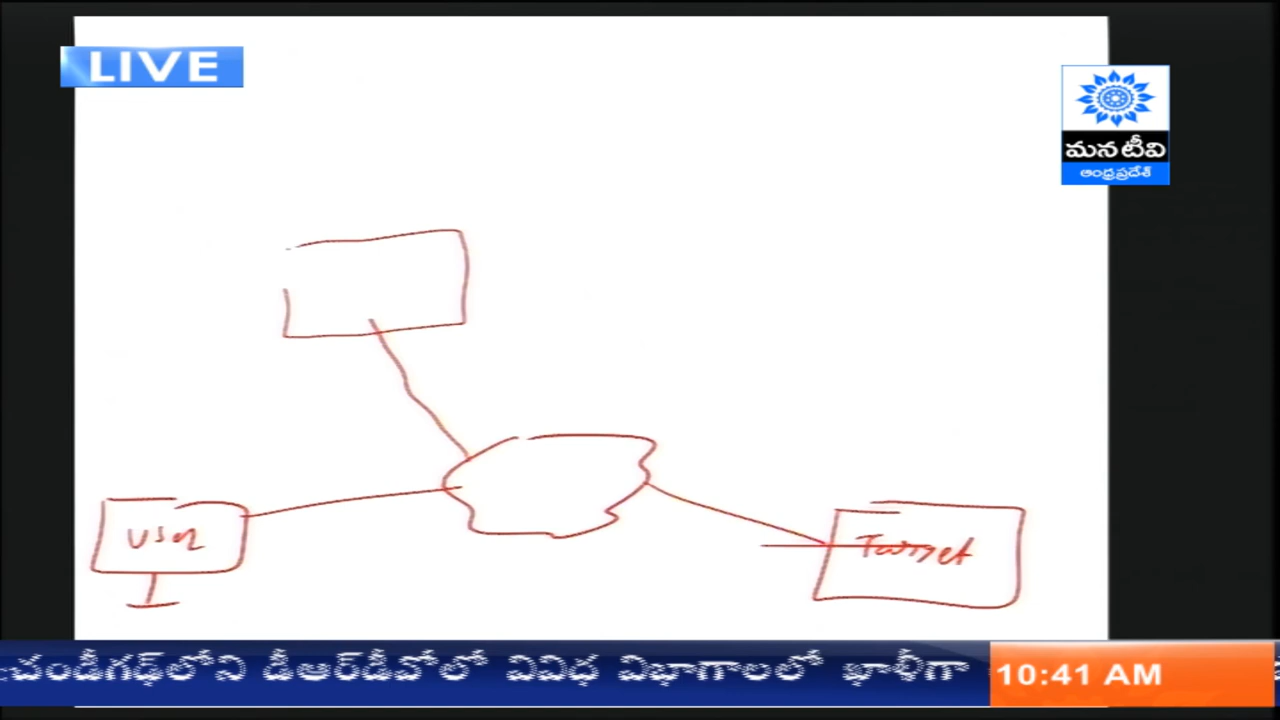 LIVE
మన టీవి
ఆంధ్రప్రదేశ్
User
Target
చండీగఢ్‌లోని డీఆర్‌డీవోలో వివిధ విభాగాలలో ఖాళీగా
10:41 AM